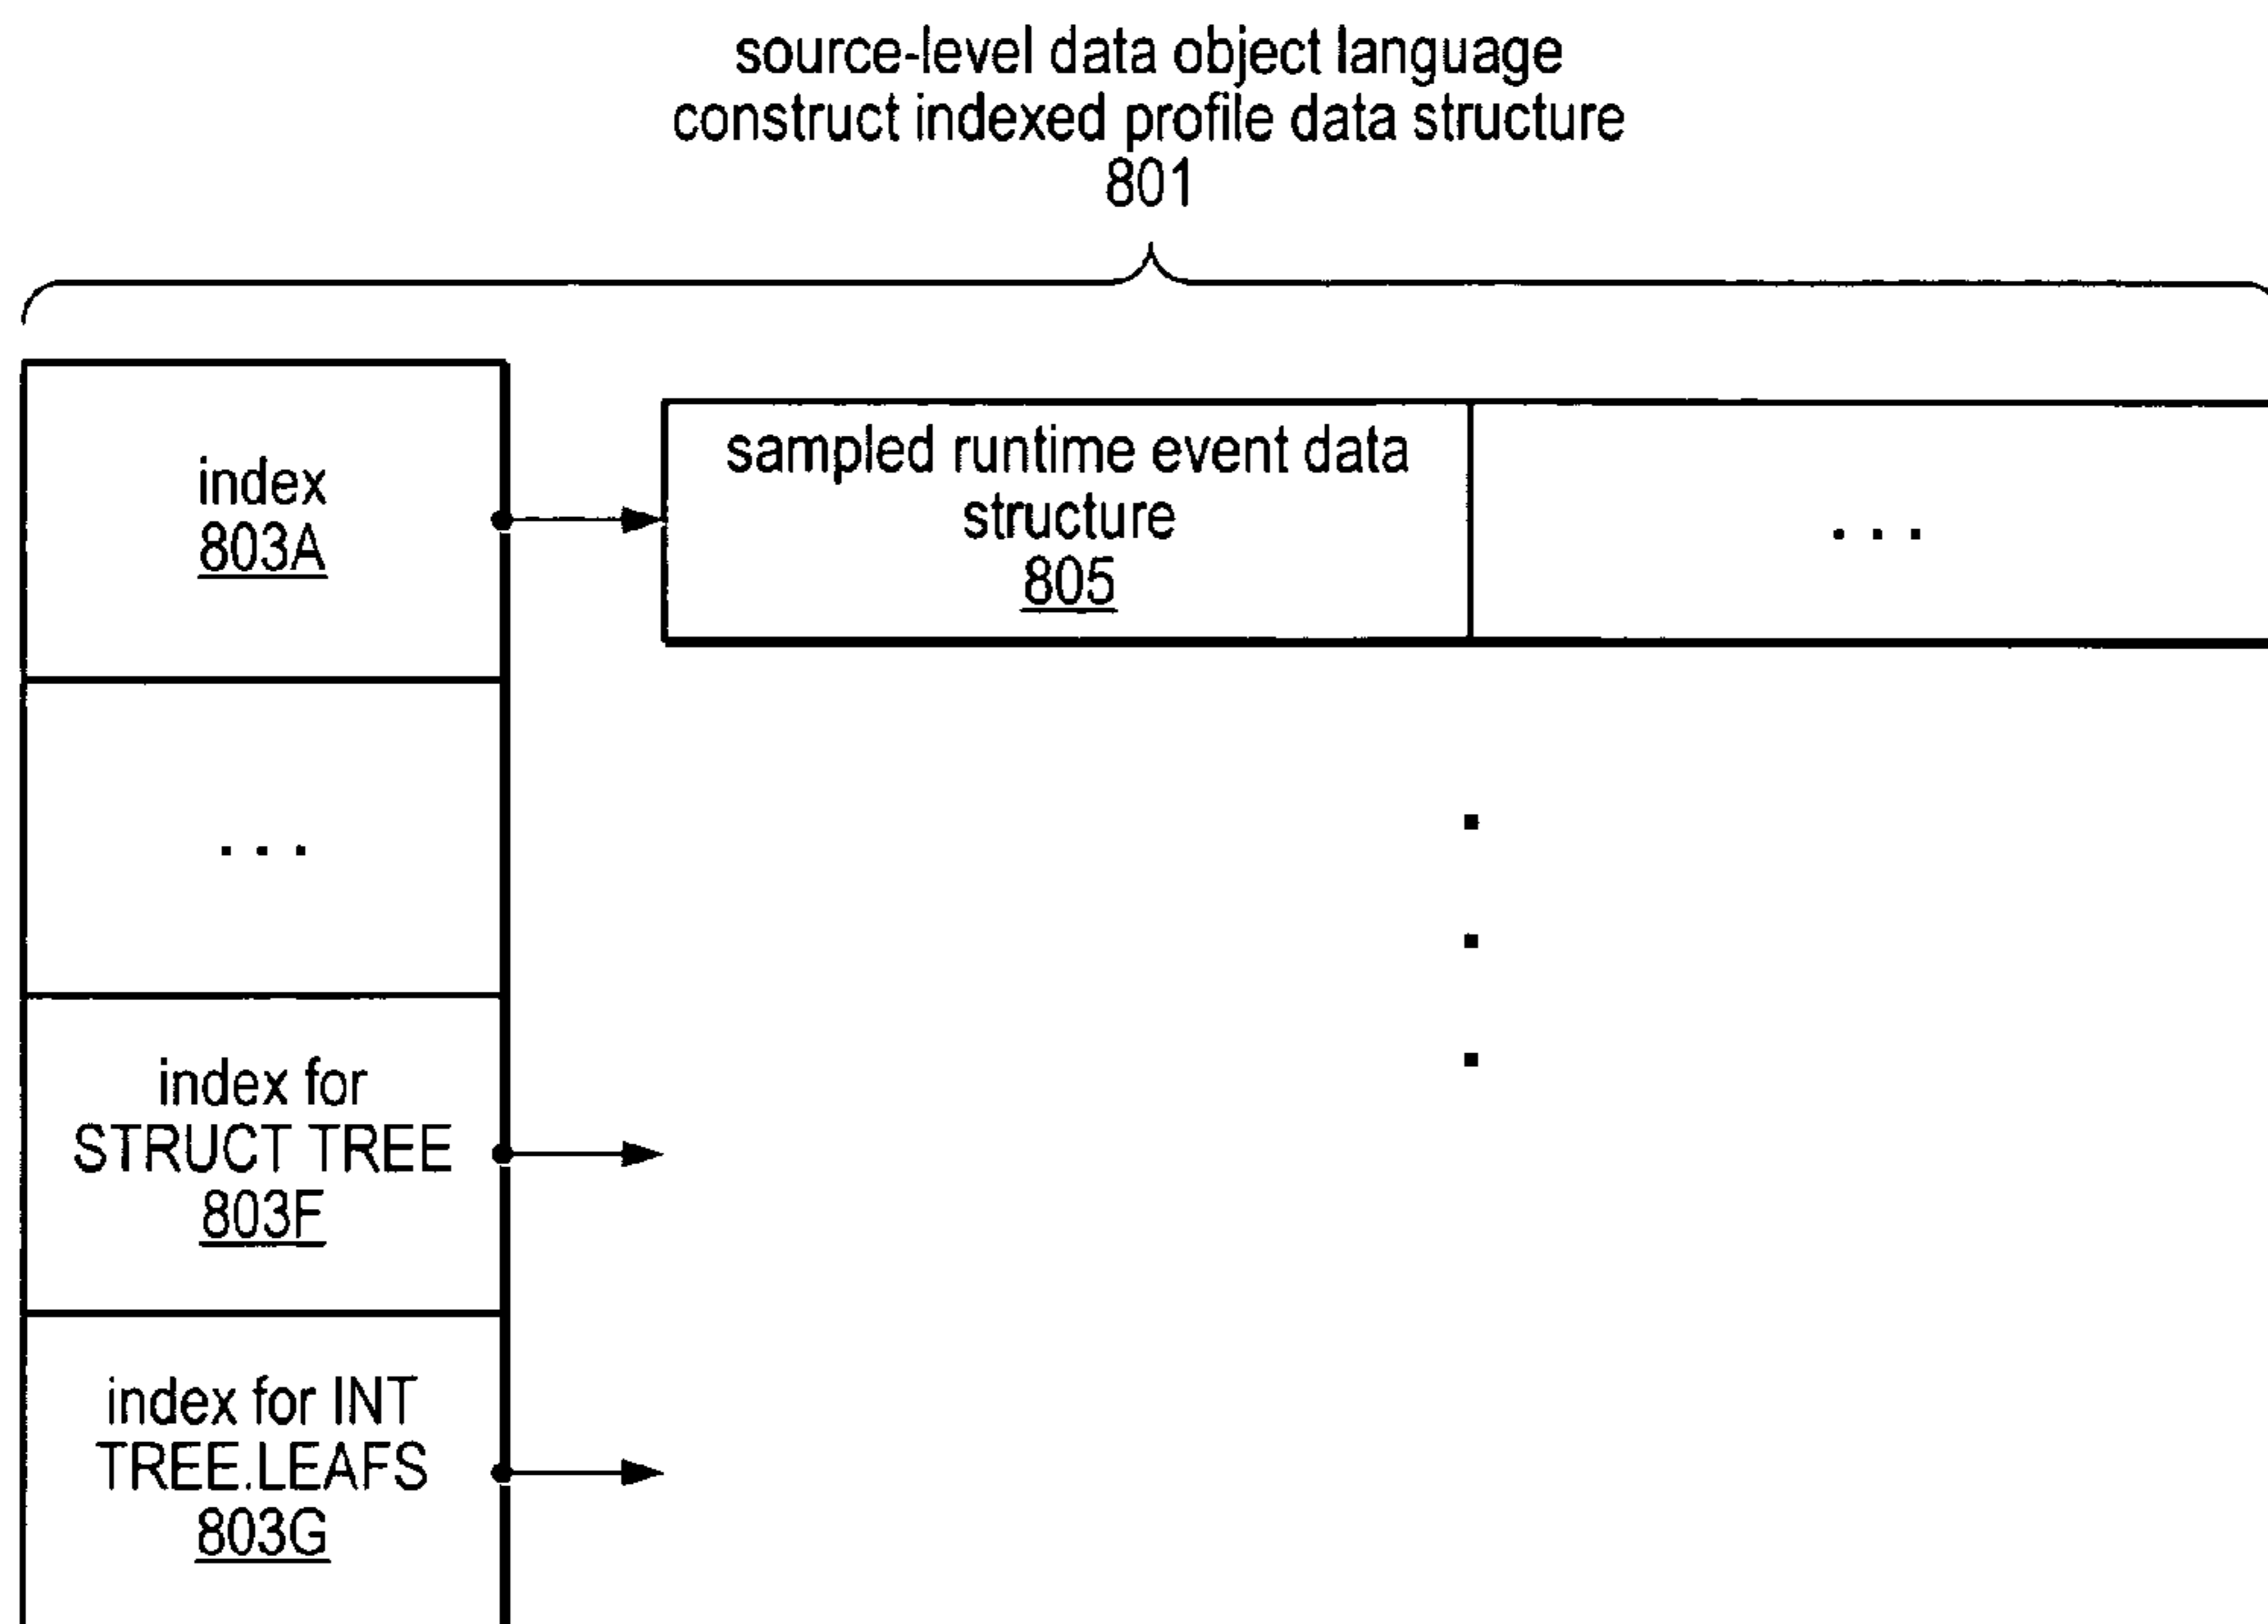 source-level data object language
construct indexed profile data structure
801
index
803A
sampled runtime event data
structure
805
. . .
. . .
index for
STRUCT TREE
803F
index for INT
TREE.LEAFS
803G